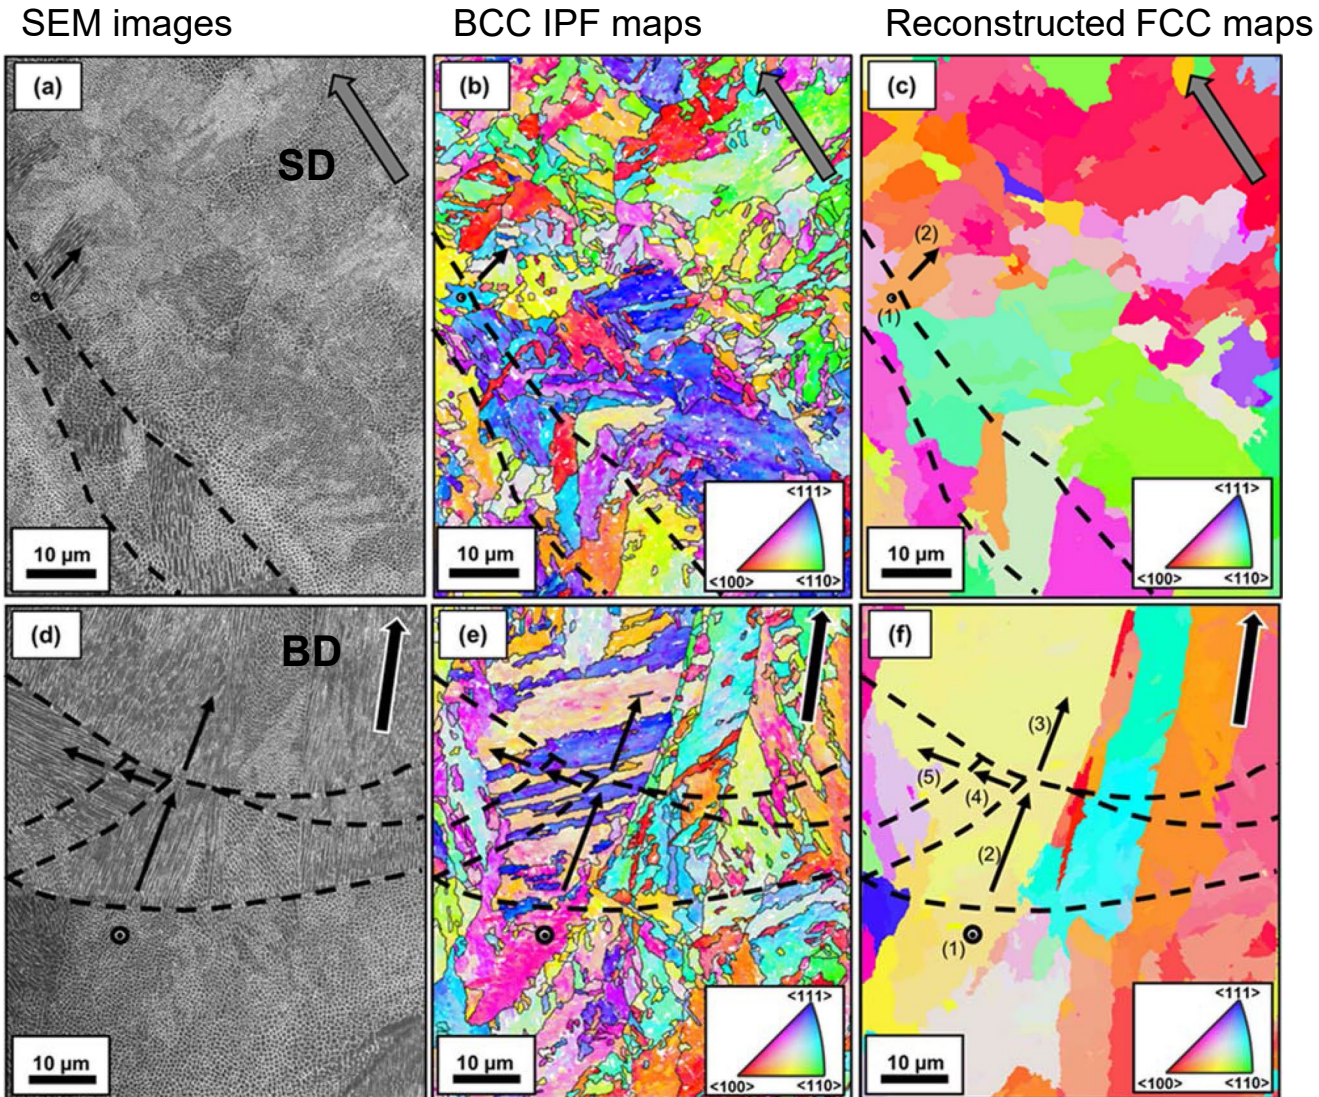 SEM images
BCC IPF maps
Reconstructed FCC maps
(a)
SD
10 µm
(b)
10 µm
<111>
<100>
<110>
(c)
(2)
(1)
10 µm
<111>
<100>
<110>
(d)
BD
10 µm
(e)
10 µm
<111>
<100>
<110>
(f)
(3)
(5)
(4)
(2)
(1)
10 µm
<111>
<100>
<110>